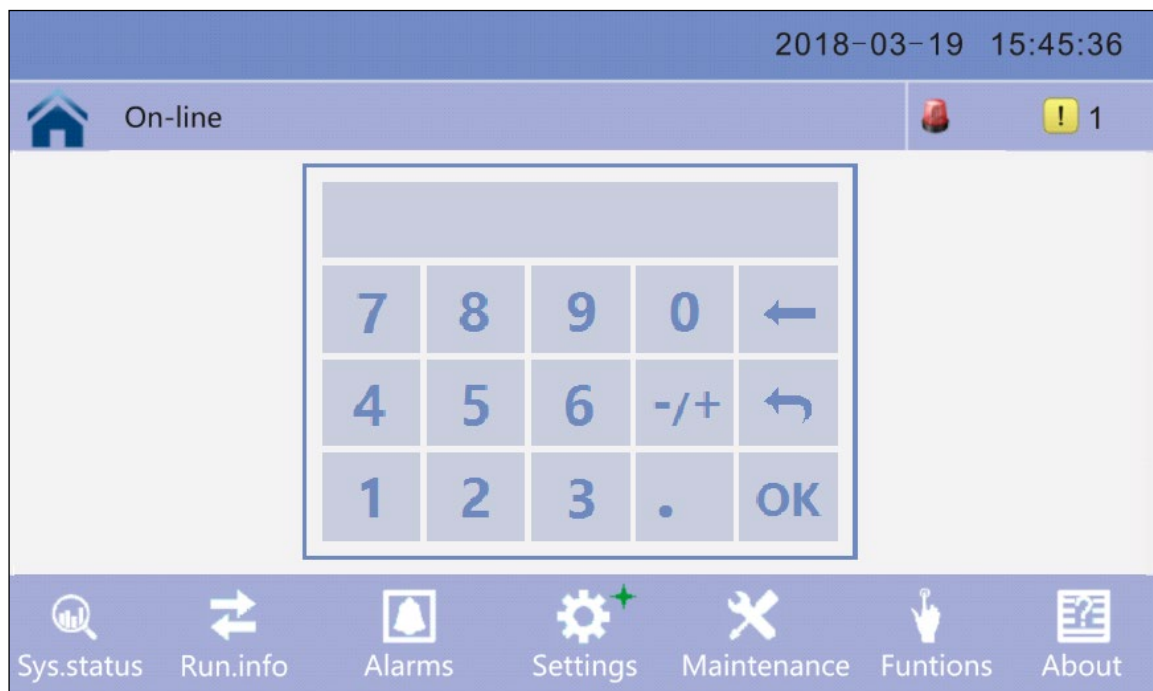 2018-03-19 15:45:36
On-line ! 1
7 8 9 0
4 5 6 -/+
1 2 3 . OK
Sys.status Run.info Alarms Settings Maintenance Funtions About